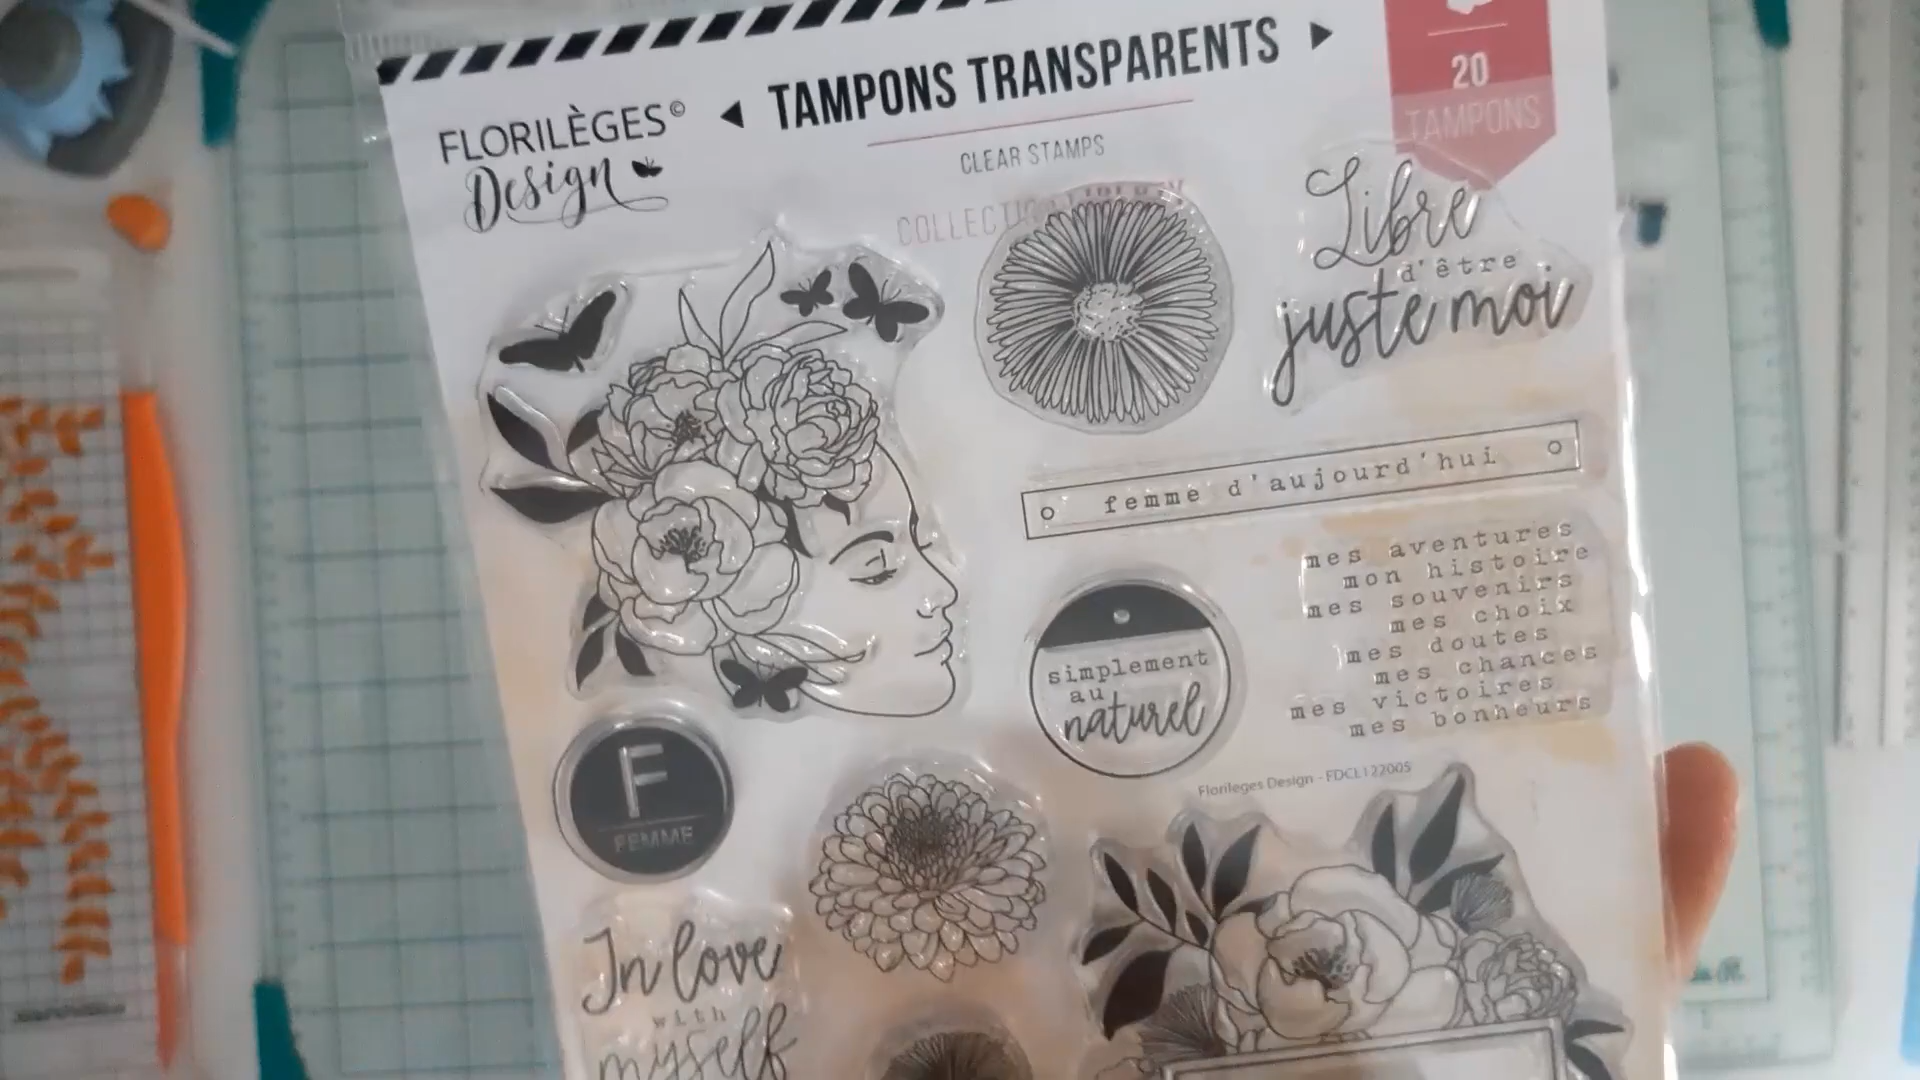 FLORILÈGES©
Design
TAMPONS TRANSPARENTS
CLEAR STAMPS
20
TAMPONS
Libre
d'être
juste moi
femme d'aujourd'hui
mes aventures
mon histoire
mes souvenirs
mes choix
mes doutes
mes chances
mes victoires
mes bonheurs
simplement
au
naturel
F
FEMME
Florileges Design - FDCL122005
In love
with
myself